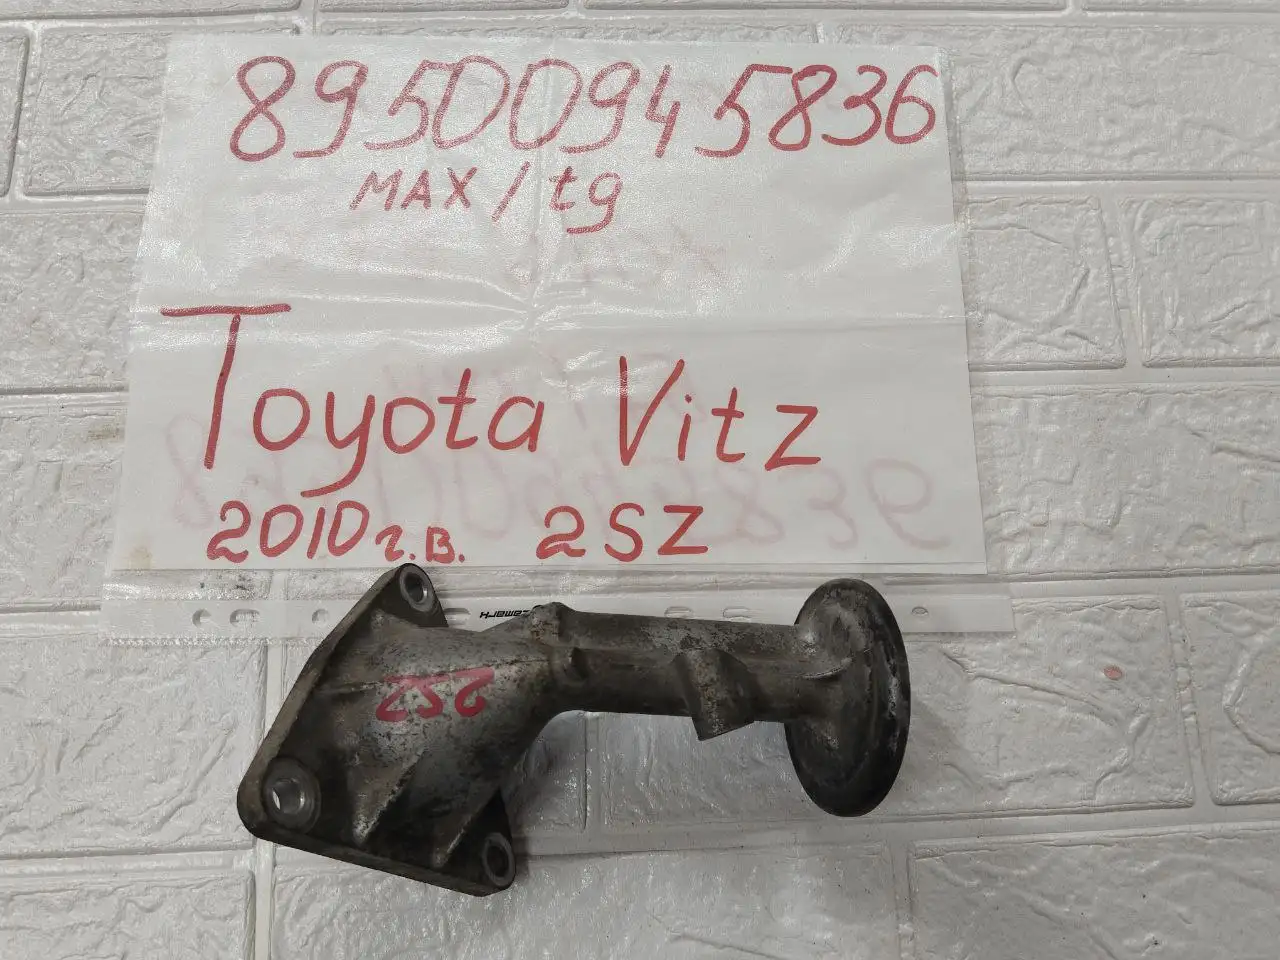 89500945836
MAX/tg
Toyota Vitz
2010г.в. 2SZ
2SZ